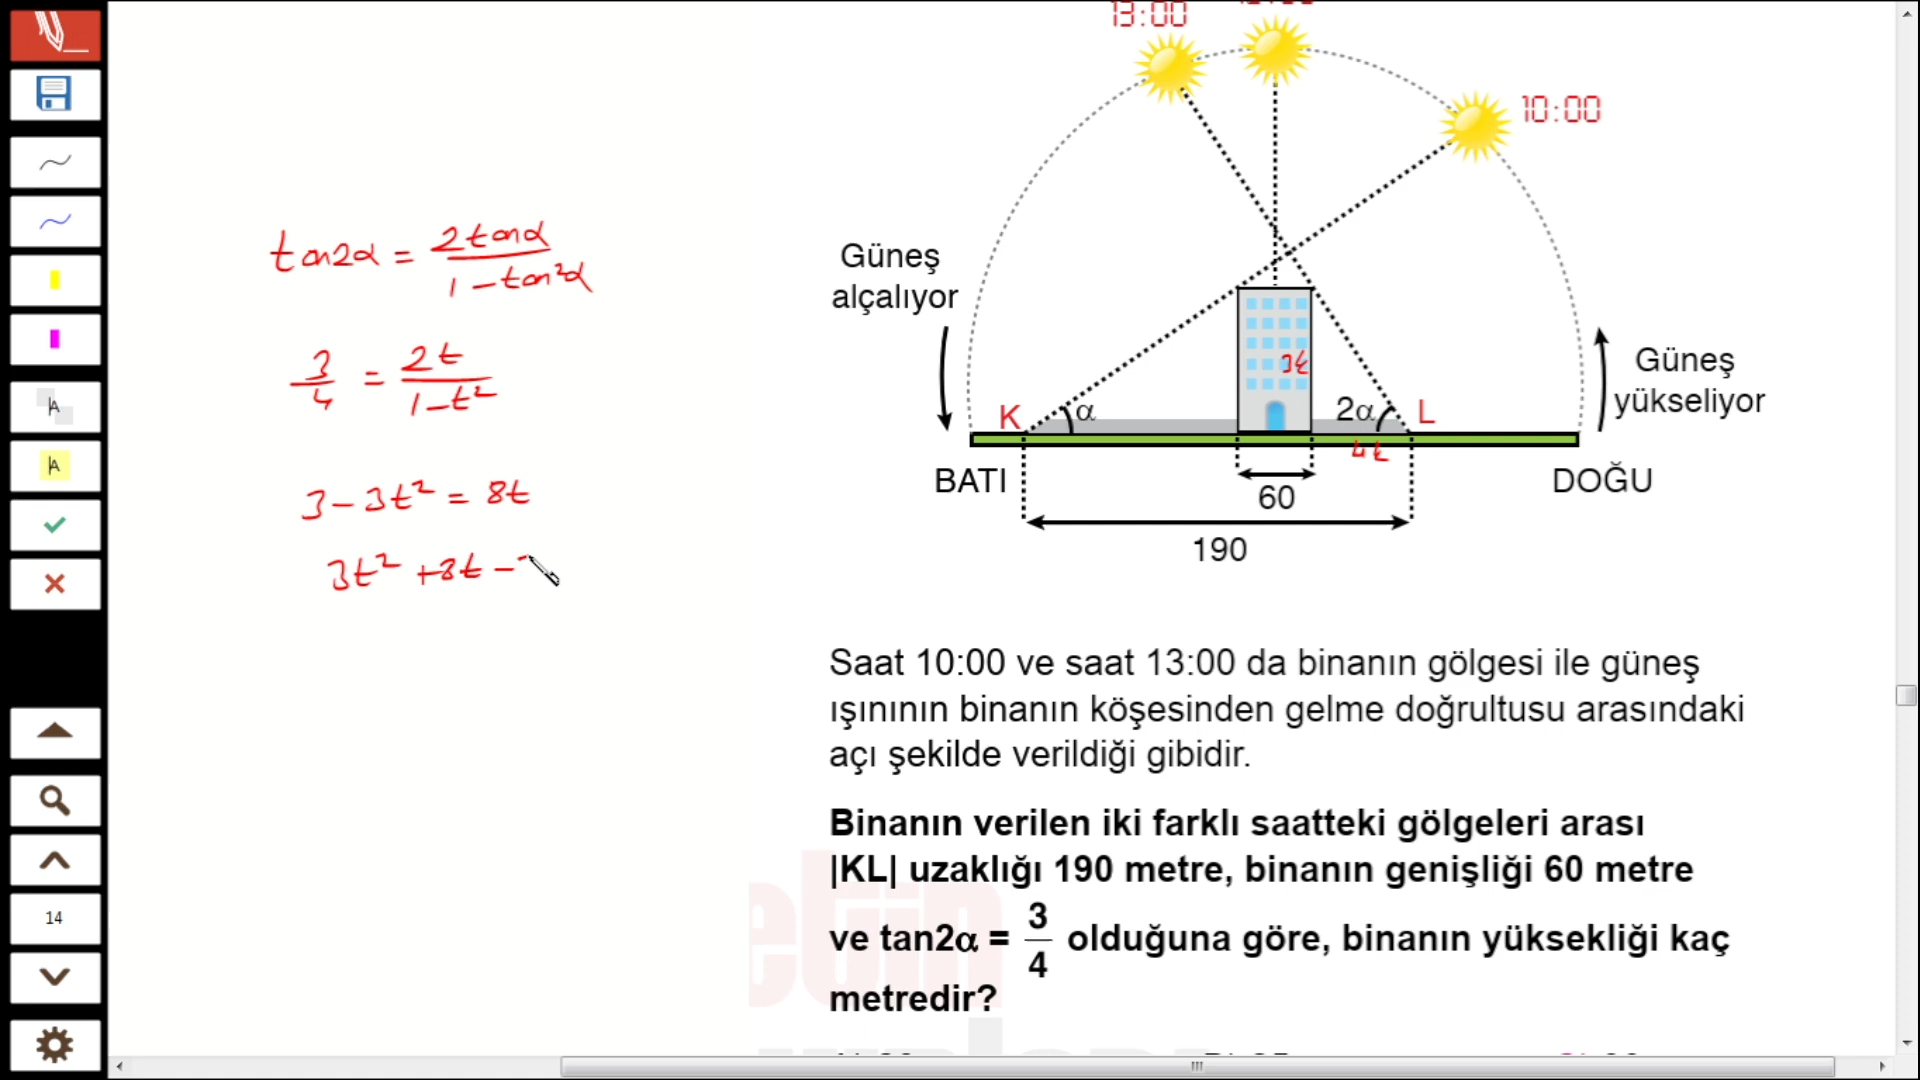 13:00
10:00
Güneş
alçalıyor
Güneş
yükseliyor
3t
K
α
2α
L
4t
BATI
60
DOĞU
190
tan2α = 2tanα / 1 - tan²α
3/4 = 2t / 1-t²
3 - 3t² = 8t
3t² + 8t -
Saat 10:00 ve saat 13:00 da binanın gölgesi ile güneş
ışınının binanın köşesinden gelme doğrultusu arasındaki
açı şekilde verildiği gibidir.
Binanın verilen iki farklı saatteki gölgeleri arası
|KL| uzaklığı 190 metre, binanın genişliği 60 metre
ve tan2α = 3/4 olduğuna göre, binanın yüksekliği kaç
metredir?
A
A
14